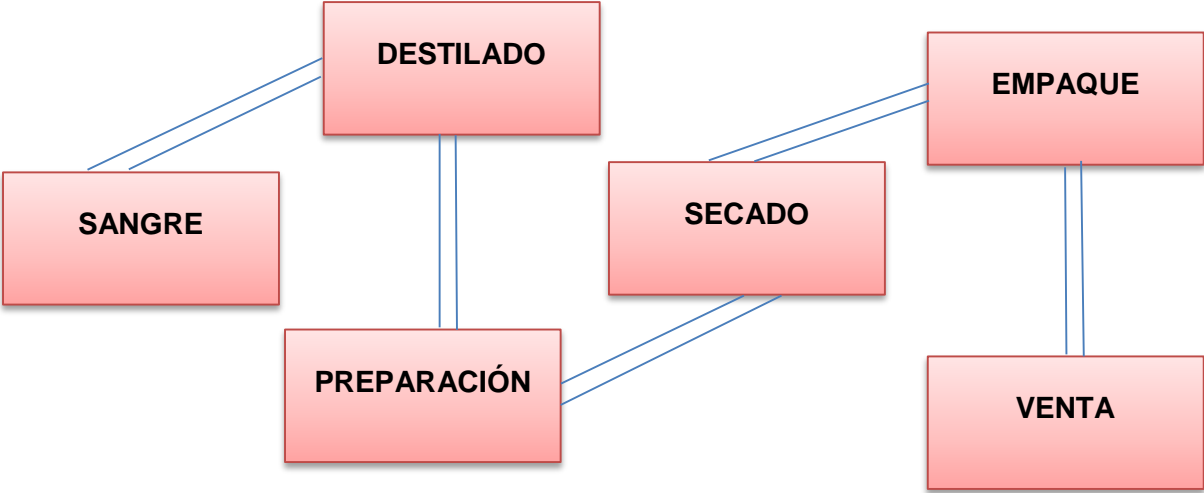 DESTILADO
EMPAQUE
SANGRE
SECADO
PREPARACIÓN
VENTA